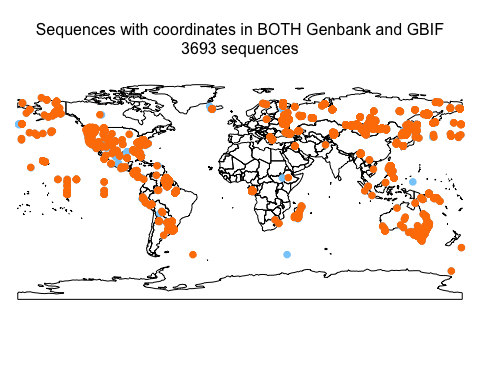 Sequences with coordinates in BOTH Genbank and GBIF
3693 sequences